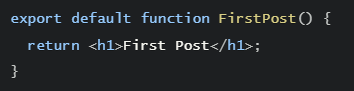 export default function FirstPost() {
  return <h1>First Post</h1>;
}